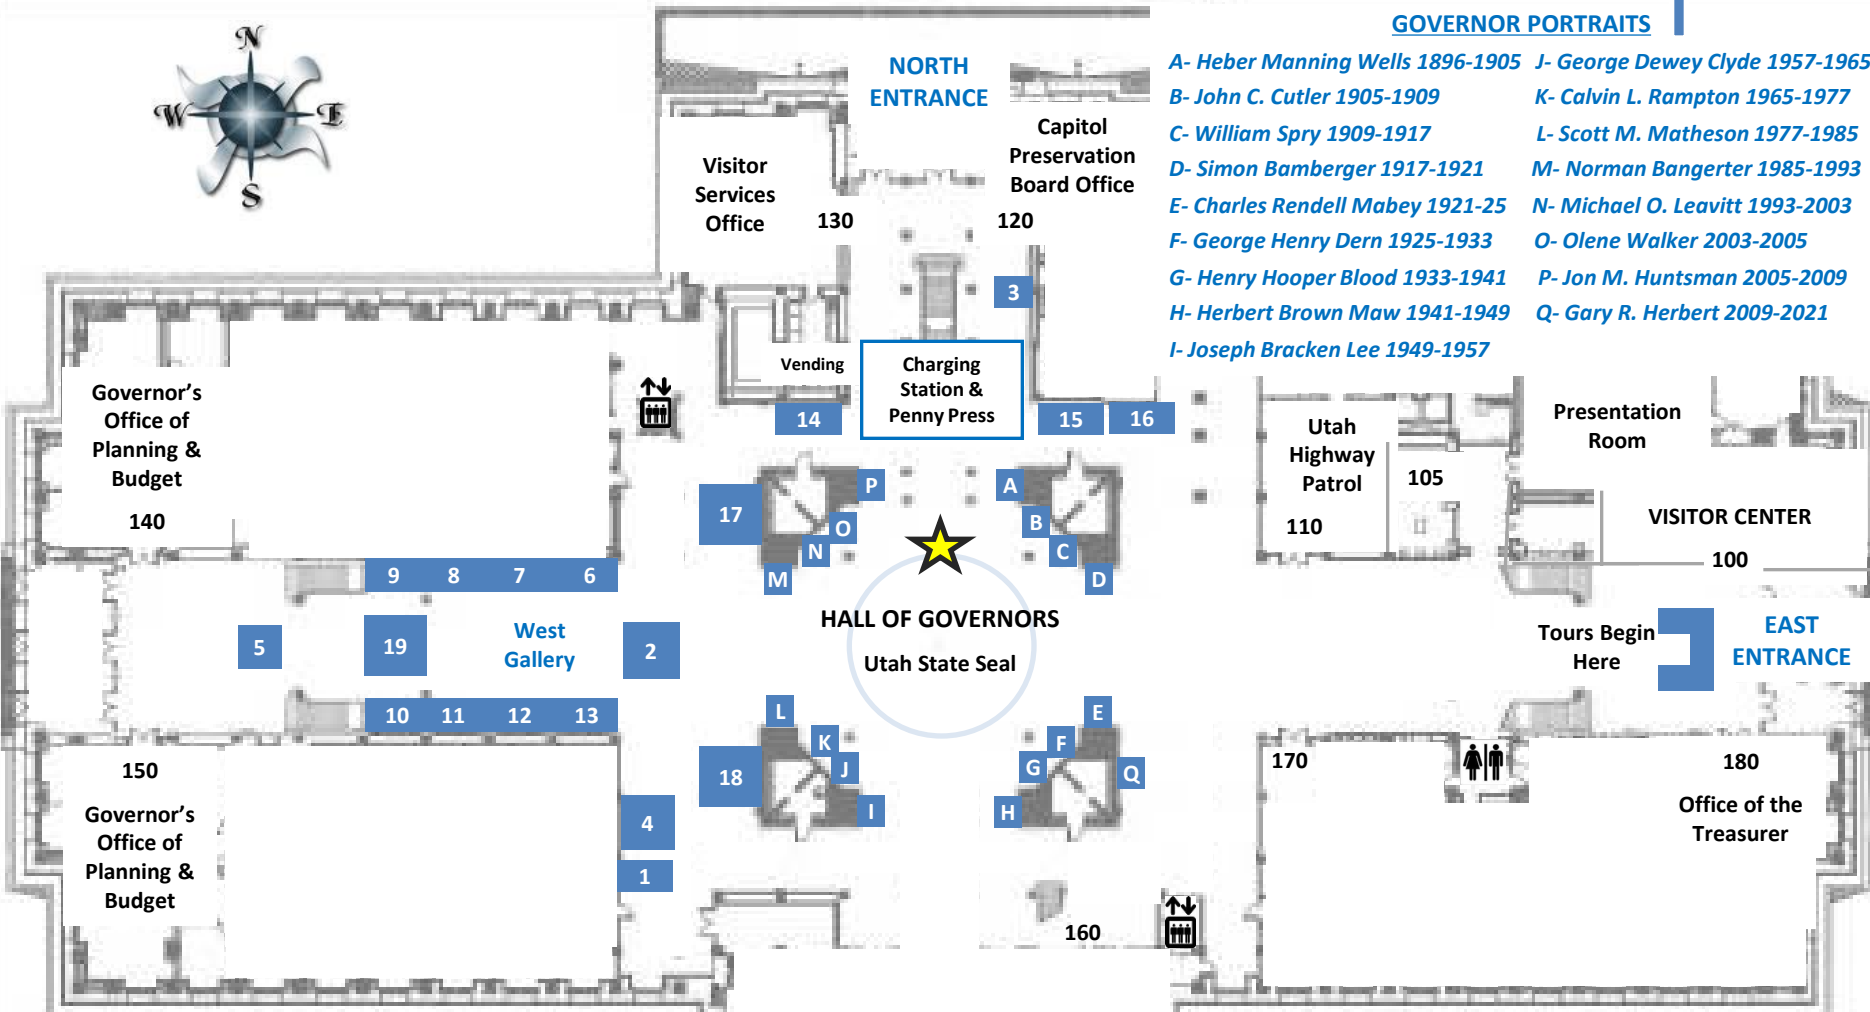 GOVERNOR PORTRAITS
A- Heber Manning Wells 1896-1905
B- John C. Cutler 1905-1909
C- William Spry 1909-1917
D- Simon Bamberger 1917-1921
E- Charles Rendell Mabey 1921-25
F- George Henry Dern 1925-1933
G- Henry Hooper Blood 1933-1941
H- Herbert Brown Maw 1941-1949
I- Joseph Bracken Lee 1949-1957
J- George Dewey Clyde 1957-1965
K- Calvin L. Rampton 1965-1977
L- Scott M. Matheson 1977-1985
M- Norman Bangerter 1985-1993
N- Michael O. Leavitt 1993-2003
O- Olene Walker 2003-2005
P- Jon M. Huntsman 2005-2009
Q- Gary R. Herbert 2009-2021
N
W
E
S
NORTH
ENTRANCE
Visitor
Services
Office
130
Capitol
Preservation
Board Office
120
3
Vending
Charging
Station &
Penny Press
14
15
16
Governor's
Office of
Planning &
Budget
140
Utah
Highway
Patrol
110
105
Presentation
Room
VISITOR CENTER
100
17
P
O
N
M
A
B
C
D
9
8
7
6
5
19
West
Gallery
2
HALL OF GOVERNORS
Utah State Seal
Tours Begin
Here
EAST
ENTRANCE
10
11
12
13
L
K
J
I
18
E
F
G
H
Q
150
Governor's
Office of
Planning &
Budget
4
1
160
170
180
Office of the
Treasurer